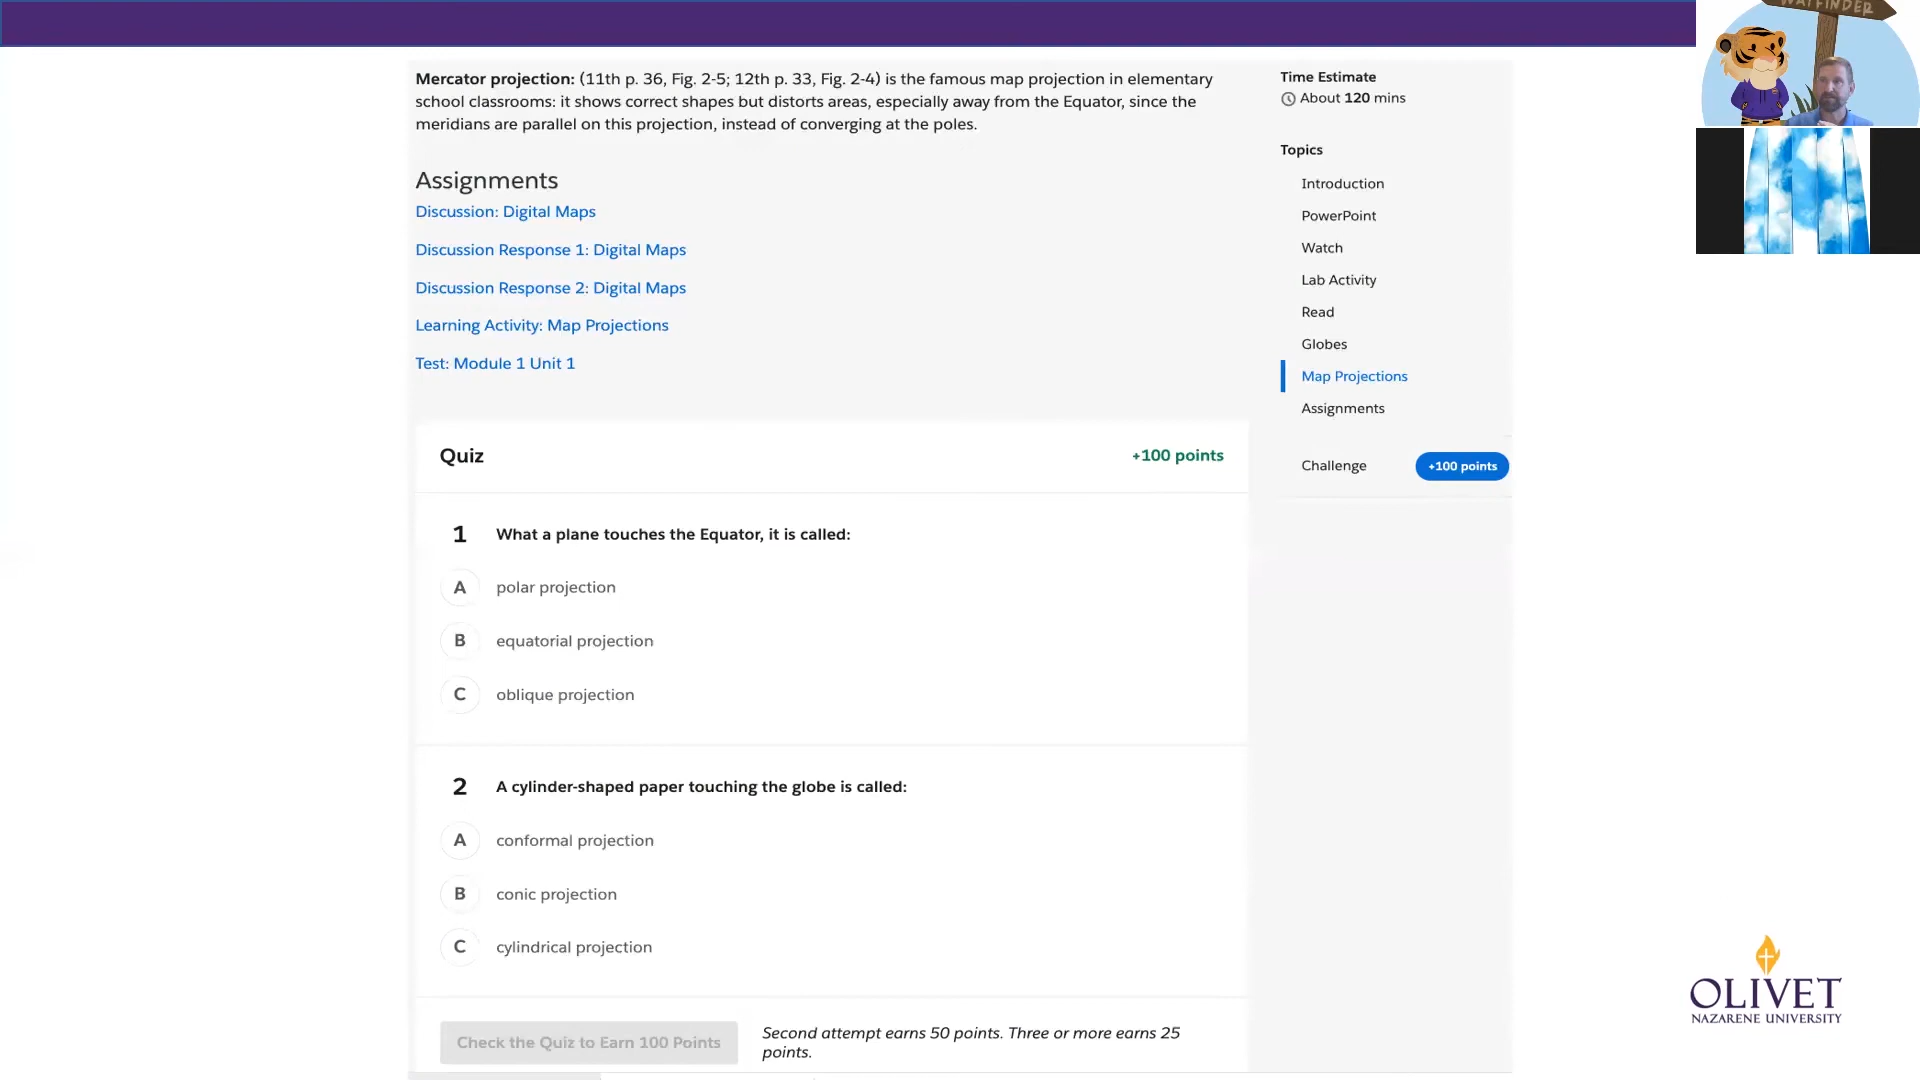 WAYFINDER
Mercator projection: (11th p. 36, Fig. 2-5; 12th p. 33, Fig. 2-4) is the famous map projection in elementary
school classrooms: it shows correct shapes but distorts areas, especially away from the Equator, since the
meridians are parallel on this projection, instead of converging at the poles.
Assignments
Discussion: Digital Maps
Discussion Response 1: Digital Maps
Discussion Response 2: Digital Maps
Learning Activity: Map Projections
Test: Module 1 Unit 1
Quiz
+100 points
1 What a plane touches the Equator, it is called:
A polar projection
B equatorial projection
C oblique projection
2 A cylinder-shaped paper touching the globe is called:
A conformal projection
B conic projection
C cylindrical projection
Check the Quiz to Earn 100 Points
Second attempt earns 50 points. Three or more earns 25
points.
Time Estimate
About 120 mins
Topics
Introduction
PowerPoint
Watch
Lab Activity
Read
Globes
Map Projections
Assignments
Challenge
+100 points
OLIVET
NAZARENE UNIVERSITY